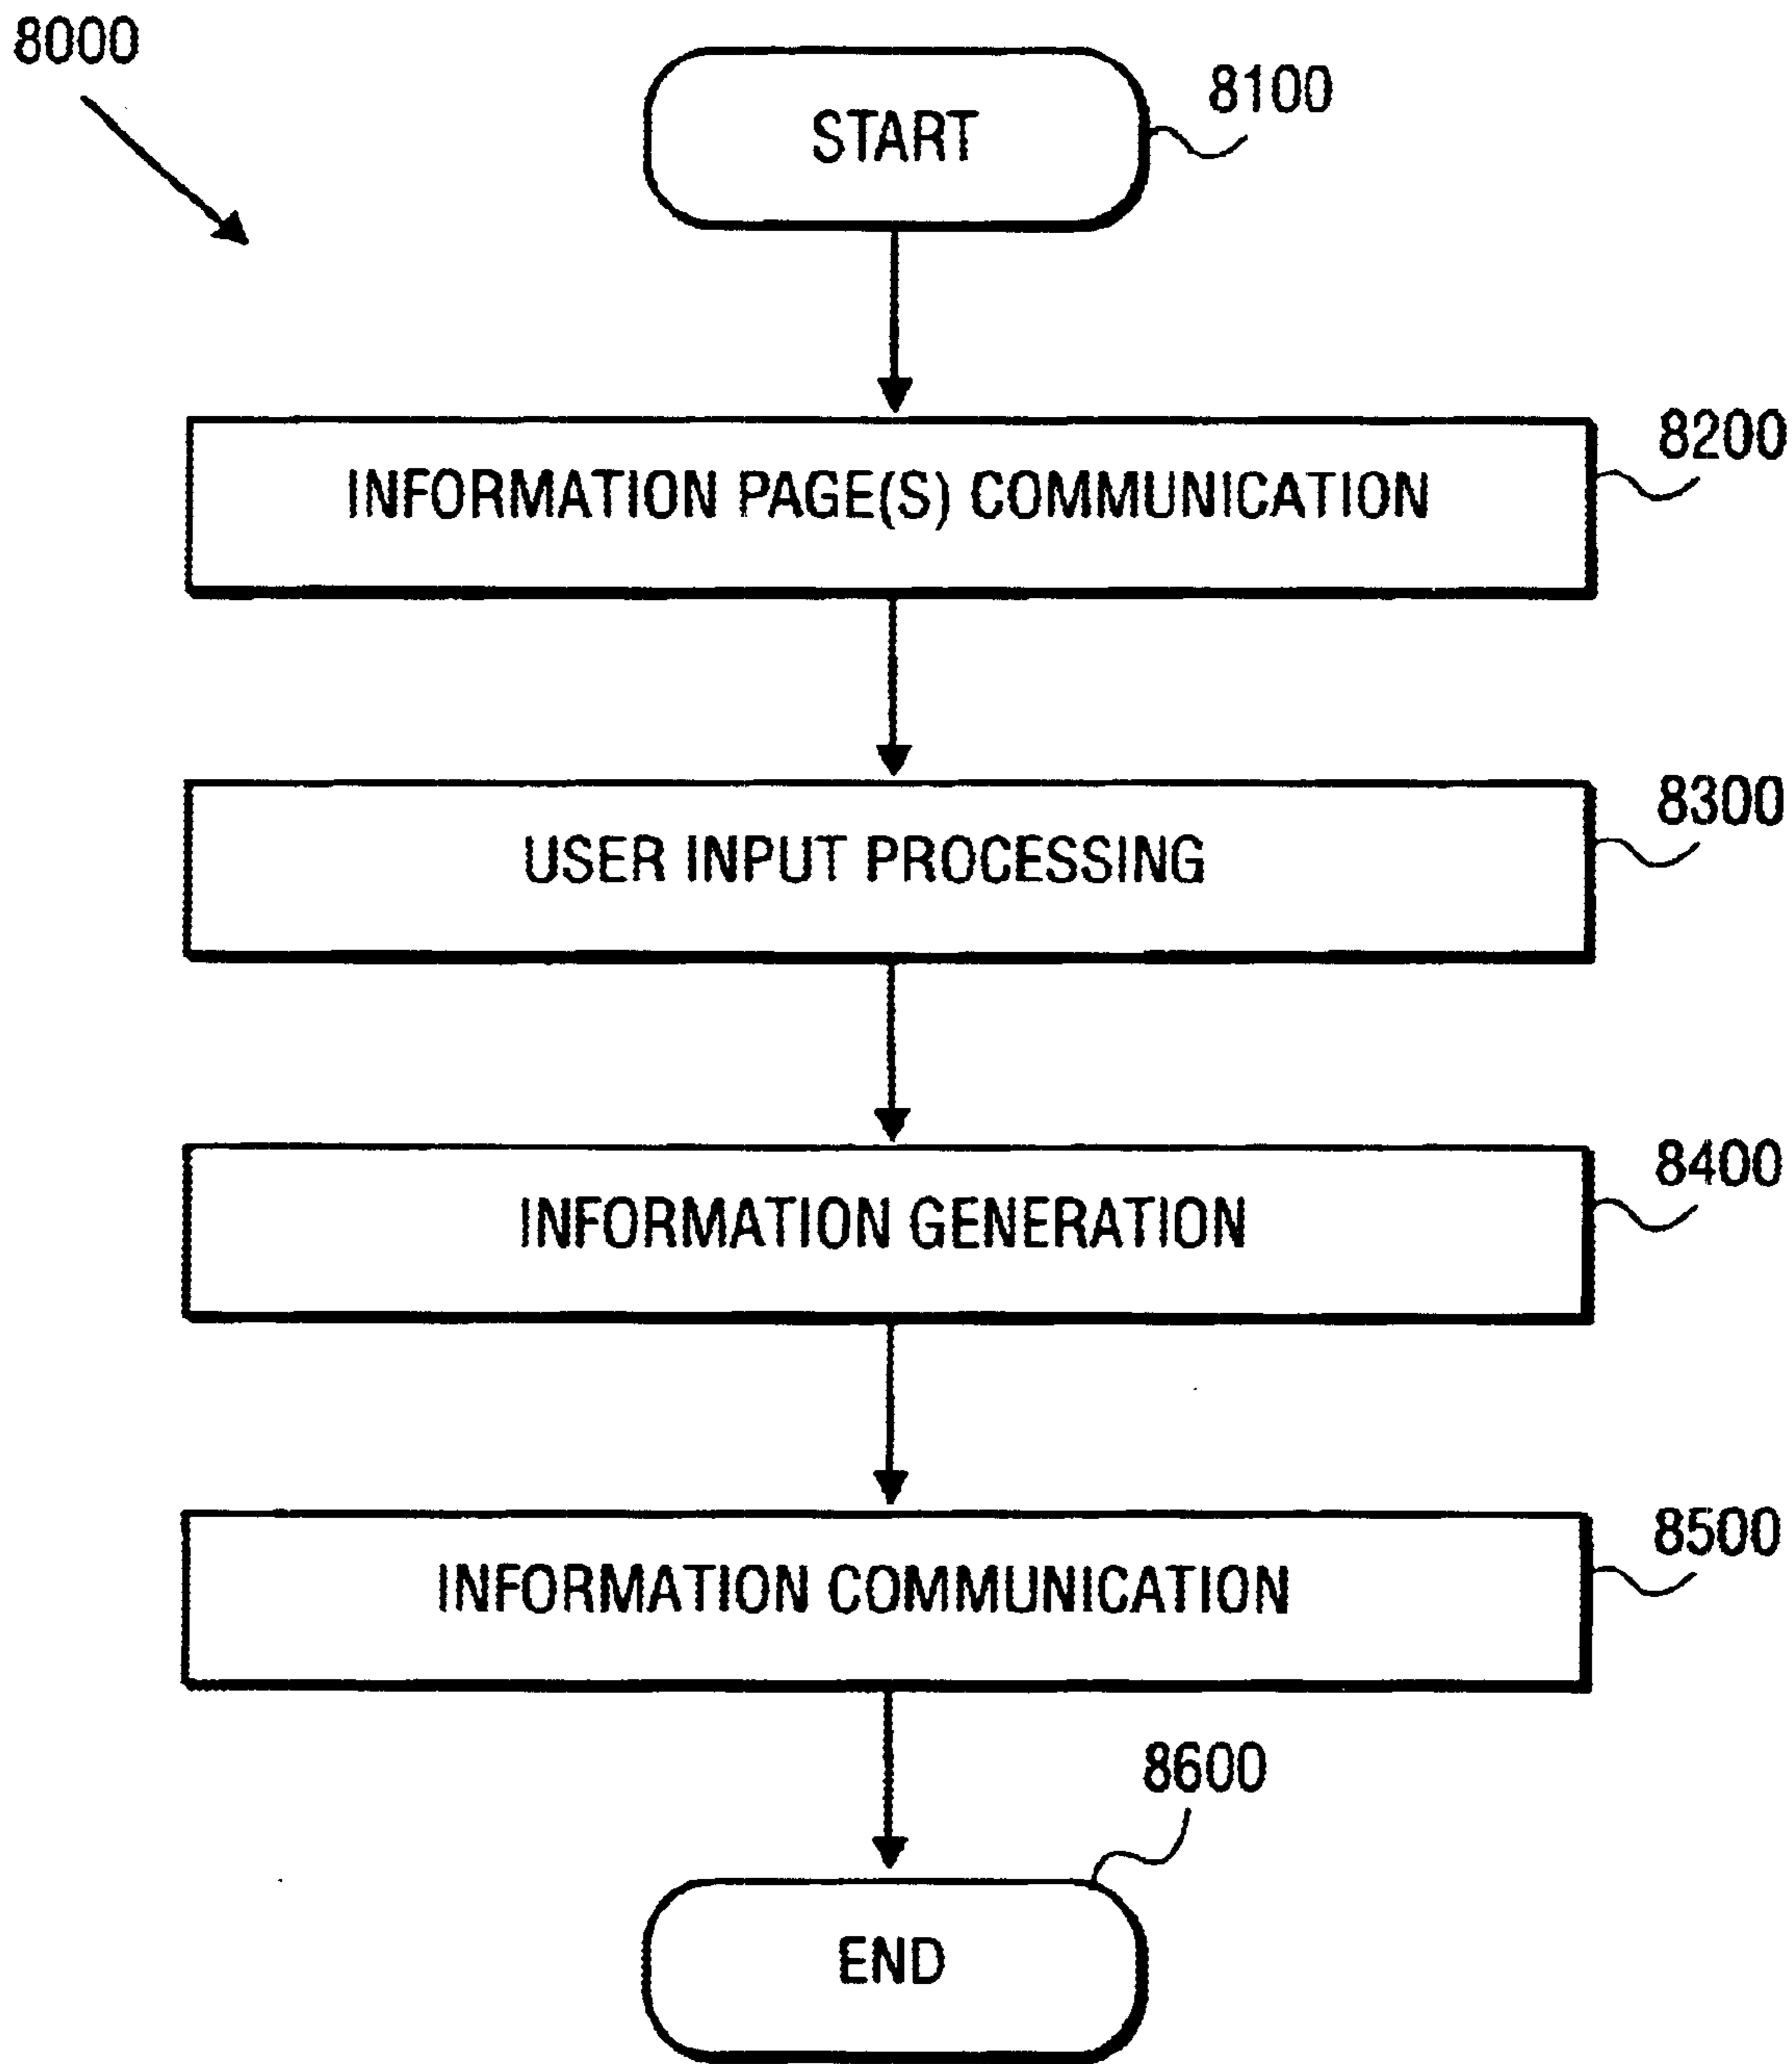 8000
START
8100
INFORMATION PAGE(S) COMMUNICATION
8200
USER INPUT PROCESSING
8300
INFORMATION GENERATION
8400
INFORMATION COMMUNICATION
8500
8600
END